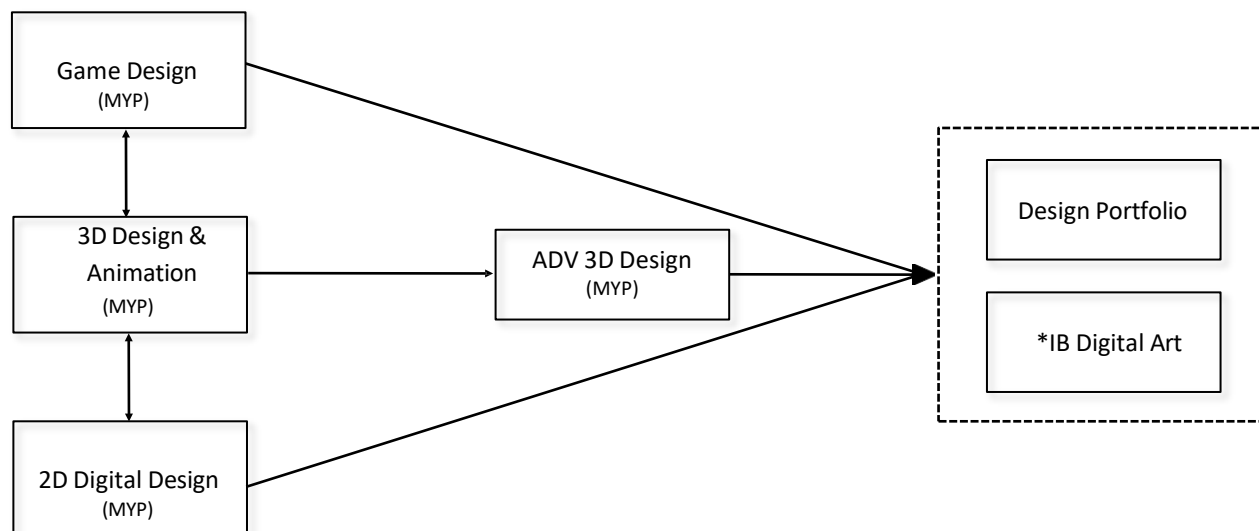 Game Design
(MYP)
3D Design &
Animation
(MYP)
ADV 3D Design
(MYP)
2D Digital Design
(MYP)
Design Portfolio
*IB Digital Art